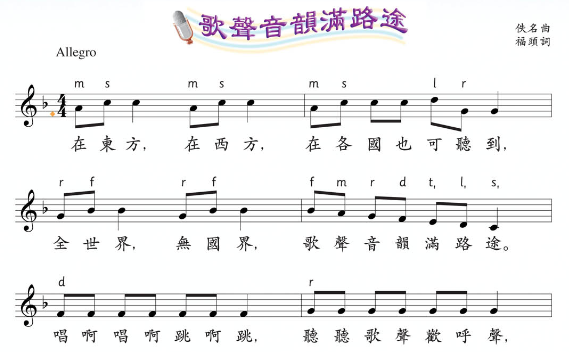 歌聲音韻滿路途
佚名曲
福頭詞
Allegro
m s m s m s l r
在東方, 在西方, 在各國也可聽到,
r f r f f m r d t, l, s,
全世界, 無國界, 歌聲音韻滿路途。
d r
唱啊唱啊跳啊跳, 聽聽歌聲歡呼聲,